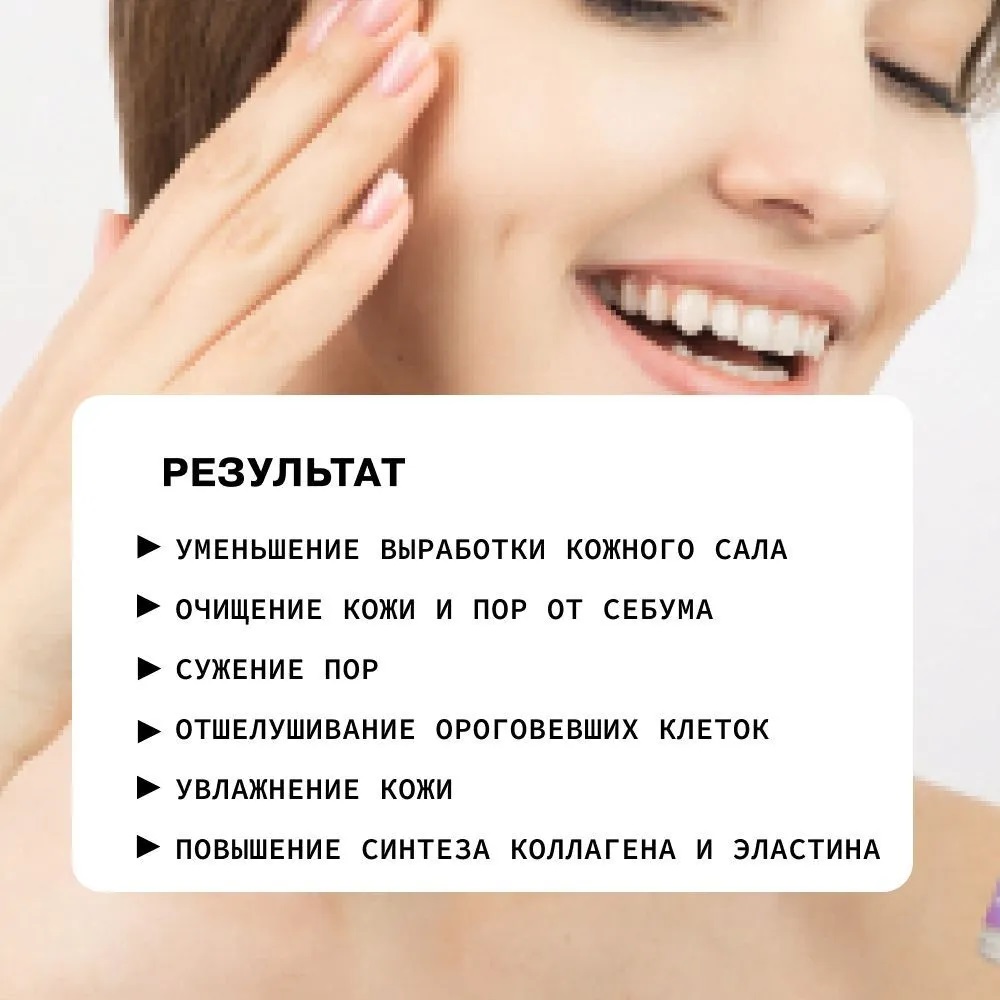 РЕЗУЛЬТАТ
▶ УМЕНЬШЕНИЕ ВЫРАБОТКИ КОЖНОГО САЛА
▶ ОЧИЩЕНИЕ КОЖИ И ПОР ОТ СЕБУМА
▶ СУЖЕНИЕ ПОР
▶ ОТШЕЛУШИВАНИЕ ОРОГОВЕВШИХ КЛЕТОК
▶ УВЛАЖНЕНИЕ КОЖИ
▶ ПОВЫШЕНИЕ СИНТЕЗА КОЛЛАГЕНА И ЭЛАСТИНА